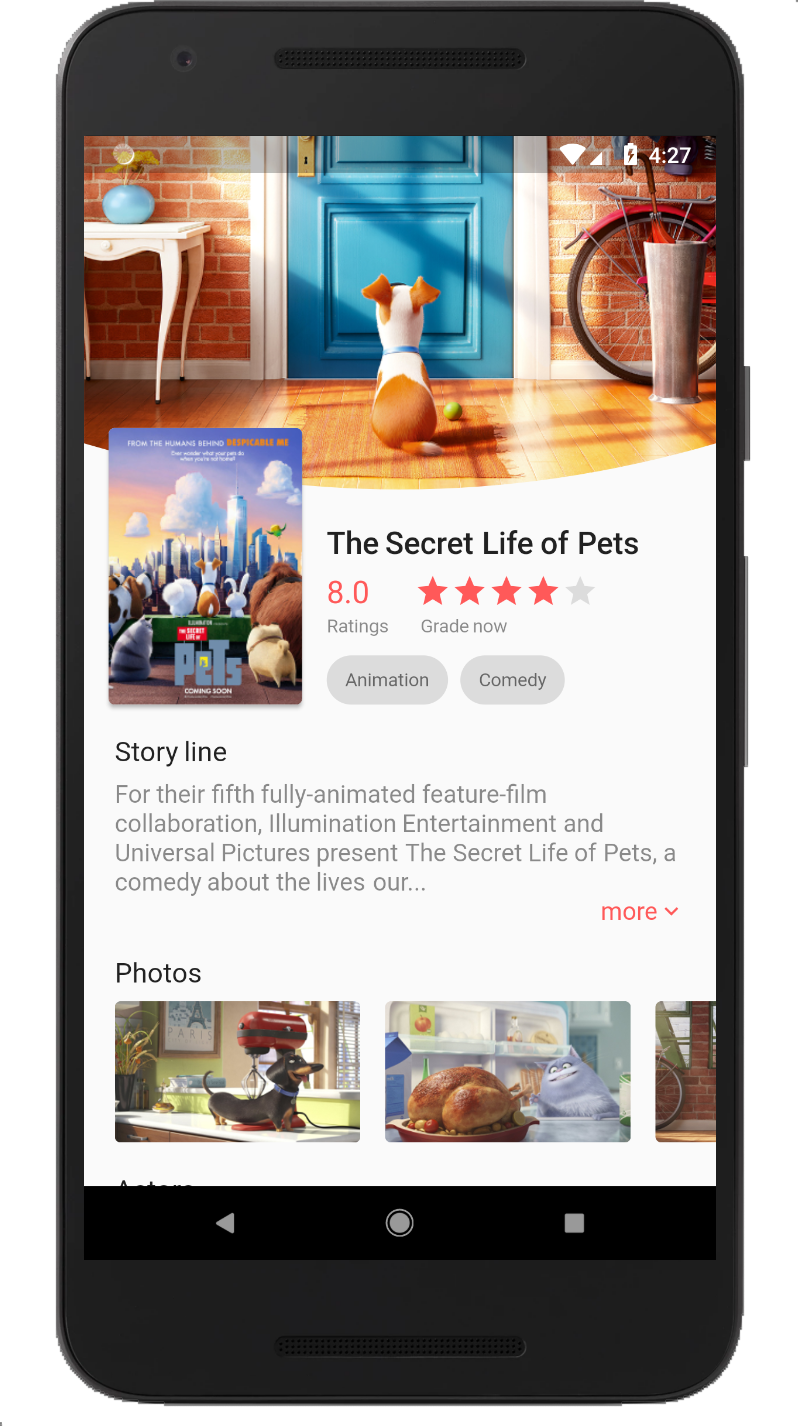 4:27
FROM THE HUMANS BEHIND DESPICABLE ME
Ever wonder what your pets do
when you're not home?
ILLUMINATION
THE SECRET
LIFE OF
PETS
COMING SOON
The Secret Life of Pets
8.0
Ratings
Grade now
Animation
Comedy
Story line
For their fifth fully-animated feature-film
collaboration, Illumination Entertainment and
Universal Pictures present The Secret Life of Pets, a
comedy about the lives our...
more
Photos
PARIS
Actors